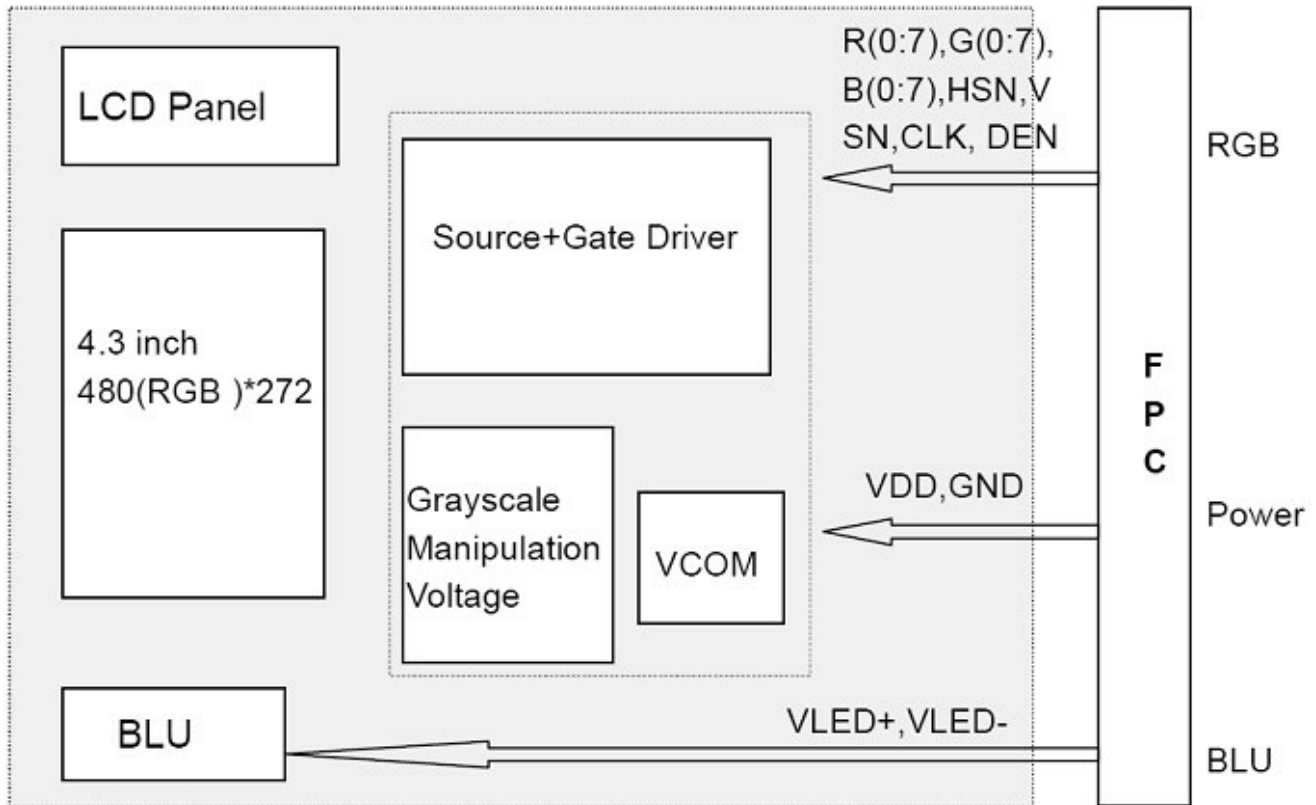 LCD Panel
4.3 inch
480(RGB )*272
BLU
Source+Gate Driver
Grayscale
Manipulation
Voltage
VCOM
R(0:7),G(0:7),
B(0:7),HSN,V
SN,CLK, DEN
VDD,GND
VLED+,VLED-
F
P
C
RGB
Power
BLU